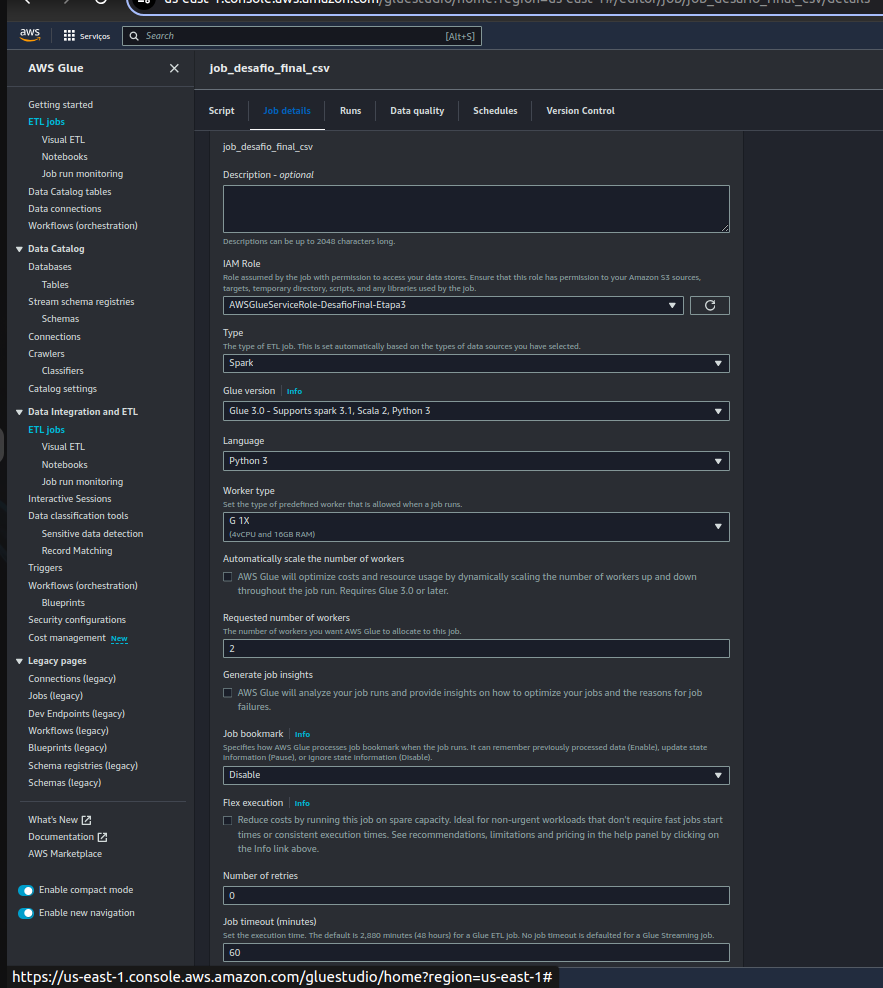 us-east-1.console.aws.amazon.com/gluestudio/home?region=us-east-1#/editor/job/job_desafio_final_csv/details
aws
Serviços
Search
[Alt+S]
AWS Glue
Getting started
ETL jobs
Visual ETL
Notebooks
Job run monitoring
Data Catalog tables
Data connections
Workflows (orchestration)
Data Catalog
Databases
Tables
Stream schema registries
Schemas
Connections
Crawlers
Classifiers
Catalog settings
Data Integration and ETL
ETL jobs
Visual ETL
Notebooks
Job run monitoring
Interactive Sessions
Data classification tools
Sensitive data detection
Record Matching
Triggers
Workflows (orchestration)
Blueprints
Security configurations
Cost management New
Legacy pages
Connections (legacy)
Jobs (legacy)
Dev Endpoints (legacy)
Workflows (legacy)
Blueprints (legacy)
Schema registries (legacy)
Schemas (legacy)
What's New
Documentation
AWS Marketplace
Enable compact mode
Enable new navigation
job_desafio_final_csv
Script
Job details
Runs
Data quality
Schedules
Version Control
job_desafio_final_csv
Description - optional
Descriptions can be up to 2048 characters long.
IAM Role
Role assumed by the job with permission to access your data stores. Ensure that this role has permission to your Amazon S3 sources,
targets, temporary directory, scripts, and any libraries used by the job.
AWSGlueServiceRole-DesafioFinal-Etapa3
Type
The type of ETL job. This is set automatically based on the types of data sources you have selected.
Spark
Glue version Info
Glue 3.0 - Supports spark 3.1, Scala 2, Python 3
Language
Python 3
Worker type
Set the type of predefined worker that is allowed when a job runs.
G 1X
(4vCPU and 16GB RAM)
Automatically scale the number of workers
AWS Glue will optimize costs and resource usage by dynamically scaling the number of workers up and down
throughout the job run. Requires Glue 3.0 or later.
Requested number of workers
The number of workers you want AWS Glue to allocate to this job.
2
Generate job insights
AWS Glue will analyze your job runs and provide insights on how to optimize your jobs and the reasons for job
failures.
Job bookmark Info
Specifies how AWS Glue processes job bookmark when the job runs. It can remember previously processed data (Enable), update state
information (Pause), or ignore state information (Disable).
Disable
Flex execution Info
Reduce costs by running this job on spare capacity. Ideal for non-urgent workloads that don't require fast jobs start
times or consistent execution times. See recommendations, limitations and pricing in the help panel by clicking on
the Info link above.
Number of retries
0
Job timeout (minutes)
Set the execution time. The default is 2,880 minutes (48 hours) for a Glue ETL job. No job timeout is defaulted for a Glue Streaming job.
60
https://us-east-1.console.aws.amazon.com/gluestudio/home?region=us-east-1#